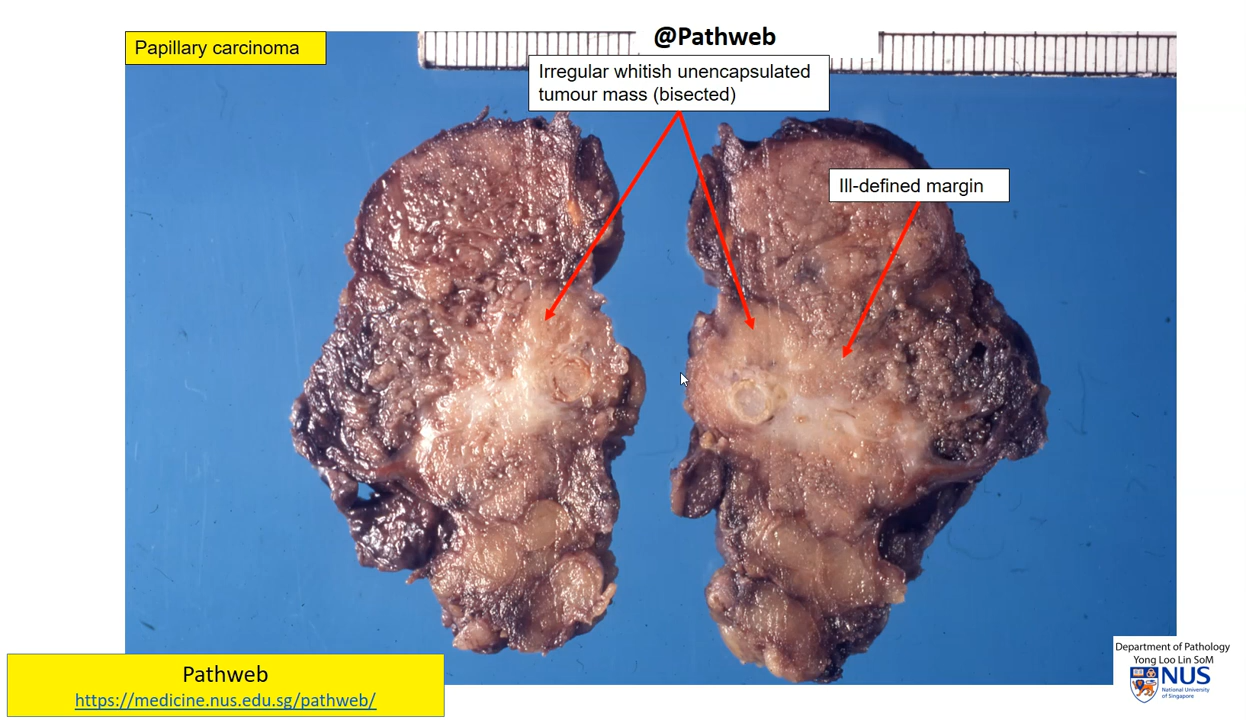 Papillary carcinoma
@Pathweb
Irregular whitish unencapsulated
tumour mass (bisected)
Ill-defined margin
Pathweb
https://medicine.nus.edu.sg/pathweb/
Department of Pathology
Yong Loo Lin SoM
NUS
National University
of Singapore